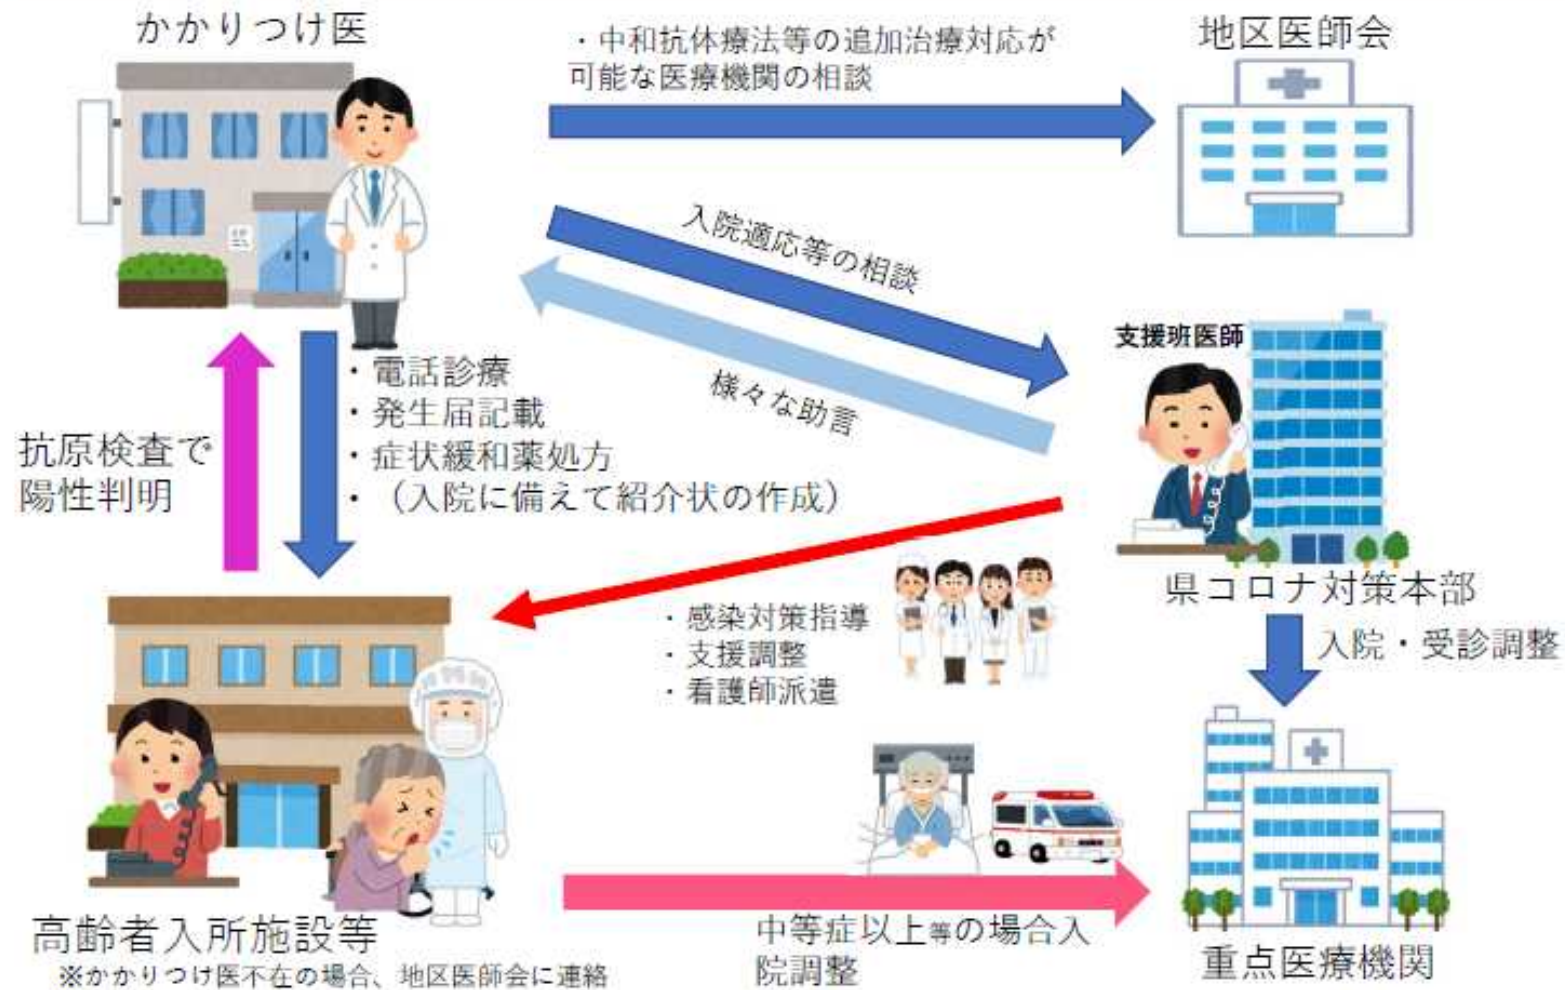 かかりつけ医
・中和抗体療法等の追加治療対応が
可能な医療機関の相談
地区医師会
入院適応等の相談
様々な助言
支援班医師
県コロナ対策本部
・電話診療
・発生届記載
・症状緩和薬処方
・（入院に備えて紹介状の作成）
抗原検査で
陽性判明
・感染対策指導
・支援調整
・看護師派遣
入院・受診調整
高齢者入所施設等
※かかりつけ医不在の場合、地区医師会に連絡
中等症以上等の場合入
院調整
重点医療機関